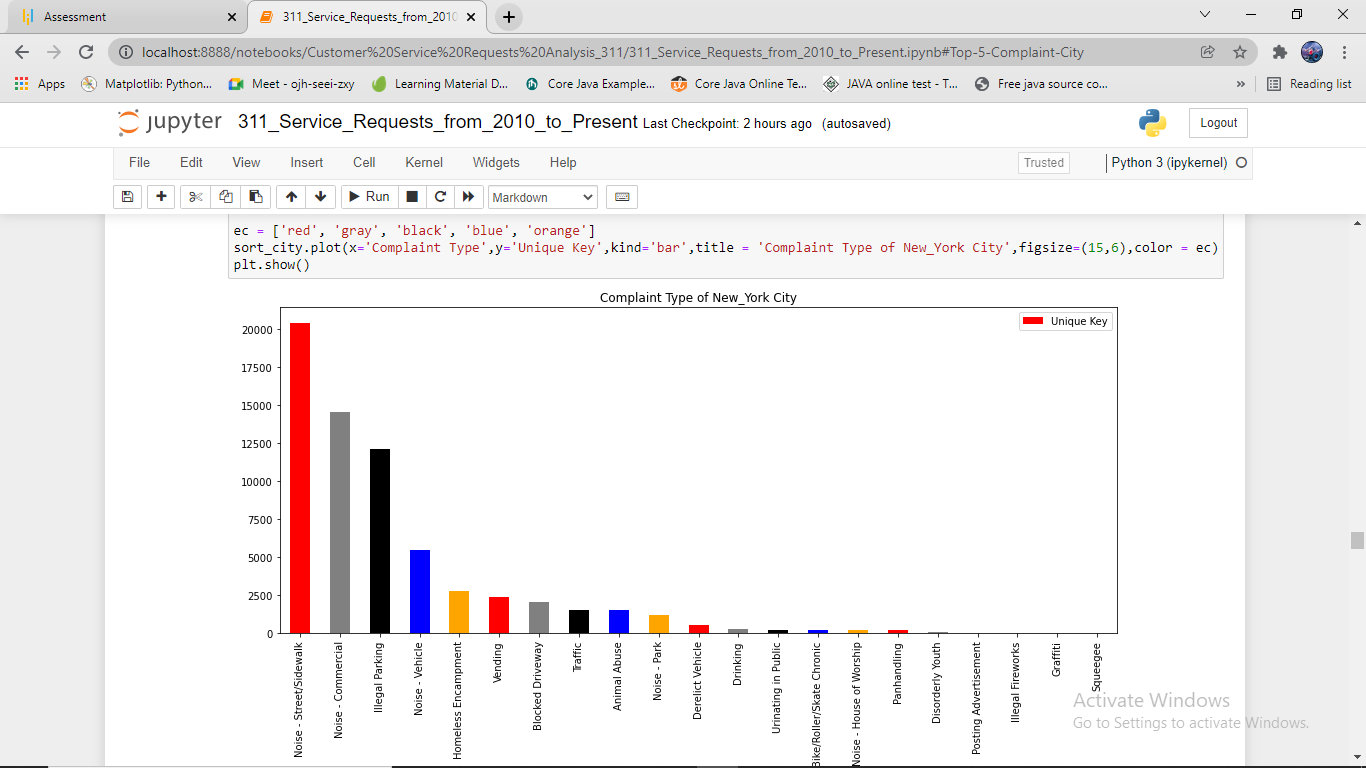 Assessment
311_Service_Requests_from_2010
localhost:8888/notebooks/Customer%20Service%20Requests%20Analysis_311/311_Service_Requests_from_2010_to_Present.ipynb#Top-5-Complaint-City
Apps Matplotlib: Python... Meet - ojh-seei-zxy Learning Material D... Core Java Example... Core Java Online Te... JAVA online test - T... Free java source co... » Reading list
jupyter 311_Service_Requests_from_2010_to_Present Last Checkpoint: 2 hours ago (autosaved) Logout
File Edit View Insert Cell Kernel Widgets Help Trusted Python 3 (ipykernel)
Run Markdown
ec = ['red', 'gray', 'black', 'blue', 'orange']
sort_city.plot(x='Complaint Type',y='Unique Key',kind='bar',title = 'Complaint Type of New_York City',figsize=(15,6),color = ec)
plt.show()
Complaint Type of New_York City
Unique Key
20000
17500
15000
12500
10000
7500
5000
2500
0
Noise - Street/Sidewalk
Noise - Commercial
Illegal Parking
Noise - Vehicle
Homeless Encampment
Vending
Blocked Driveway
Traffic
Animal Abuse
Noise - Park
Derelict Vehicle
Drinking
Urinating in Public
Bike/Roller/Skate Chronic
Noise - House of Worship
Panhandling
Disorderly Youth
Posting Advertisement
Illegal Fireworks
Graffiti
Squeegee
Activate Windows
Go to Settings to activate Windows.